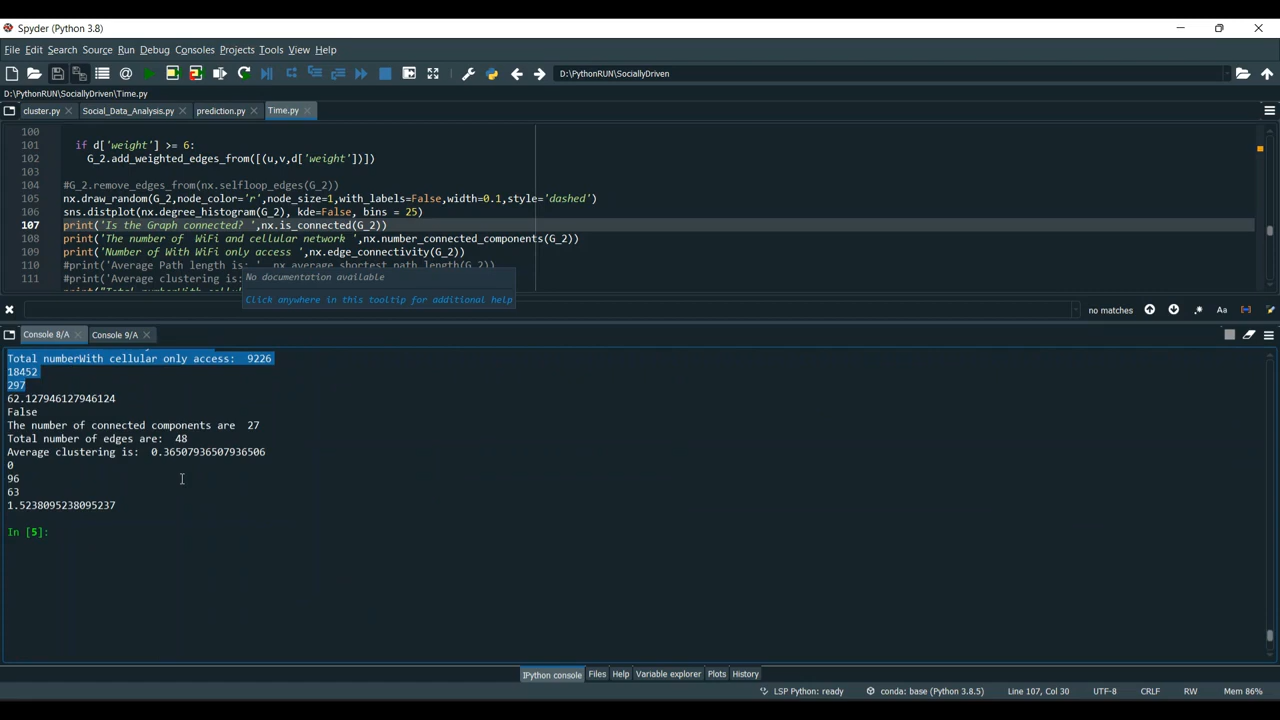 Spyder (Python 3.8)
File Edit Search Source Run Debug Consoles Projects Tools View Help
D:\PythonRUN\SociallyDriven
D:\PythonRUN\SociallyDriven\Time.py
cluster.py Social_Data_Analysis.py prediction.py Time.py
100
101 if d['weight'] >= 6:
102 G_2.add_weighted_edges_from([(u,v,d['weight'])])
103
104 #G_2.remove_edges_from(nx.selfloop_edges(G_2))
105 nx.draw_random(G_2,node_color='r',node_size=1,with_labels=False,width=0.1,style='dashed')
106 sns.distplot(nx.degree_histogram(G_2), kde=False, bins = 25)
107 print('Is the Graph connected? ',nx.is_connected(G_2))
108 print('The number of  WiFi and cellular network ',nx.number_connected_components(G_2))
109 print('Number of With WiFi only access ',nx.edge_connectivity(G_2))
110 #print('Average Path length is: ', nx.average_shortest_path_length(G_2))
111 #print('Average clustering is:
No documentation available
Click anywhere in this tooltip for additional help
no matches .* Aa
Console 8/A Console 9/A
Total numberWith cellular only access:  9226
18452
297
62.127946127946124
False
The number of connected components are  27
Total number of edges are:  48
Average clustering is:  0.36507936507936506
0
96
63
1.5238095238095237
In [5]:
IPython console Files Help Variable explorer Plots History
LSP Python: ready conda: base (Python 3.8.5) Line 107, Col 30 UTF-8 CRLF RW Mem 86%